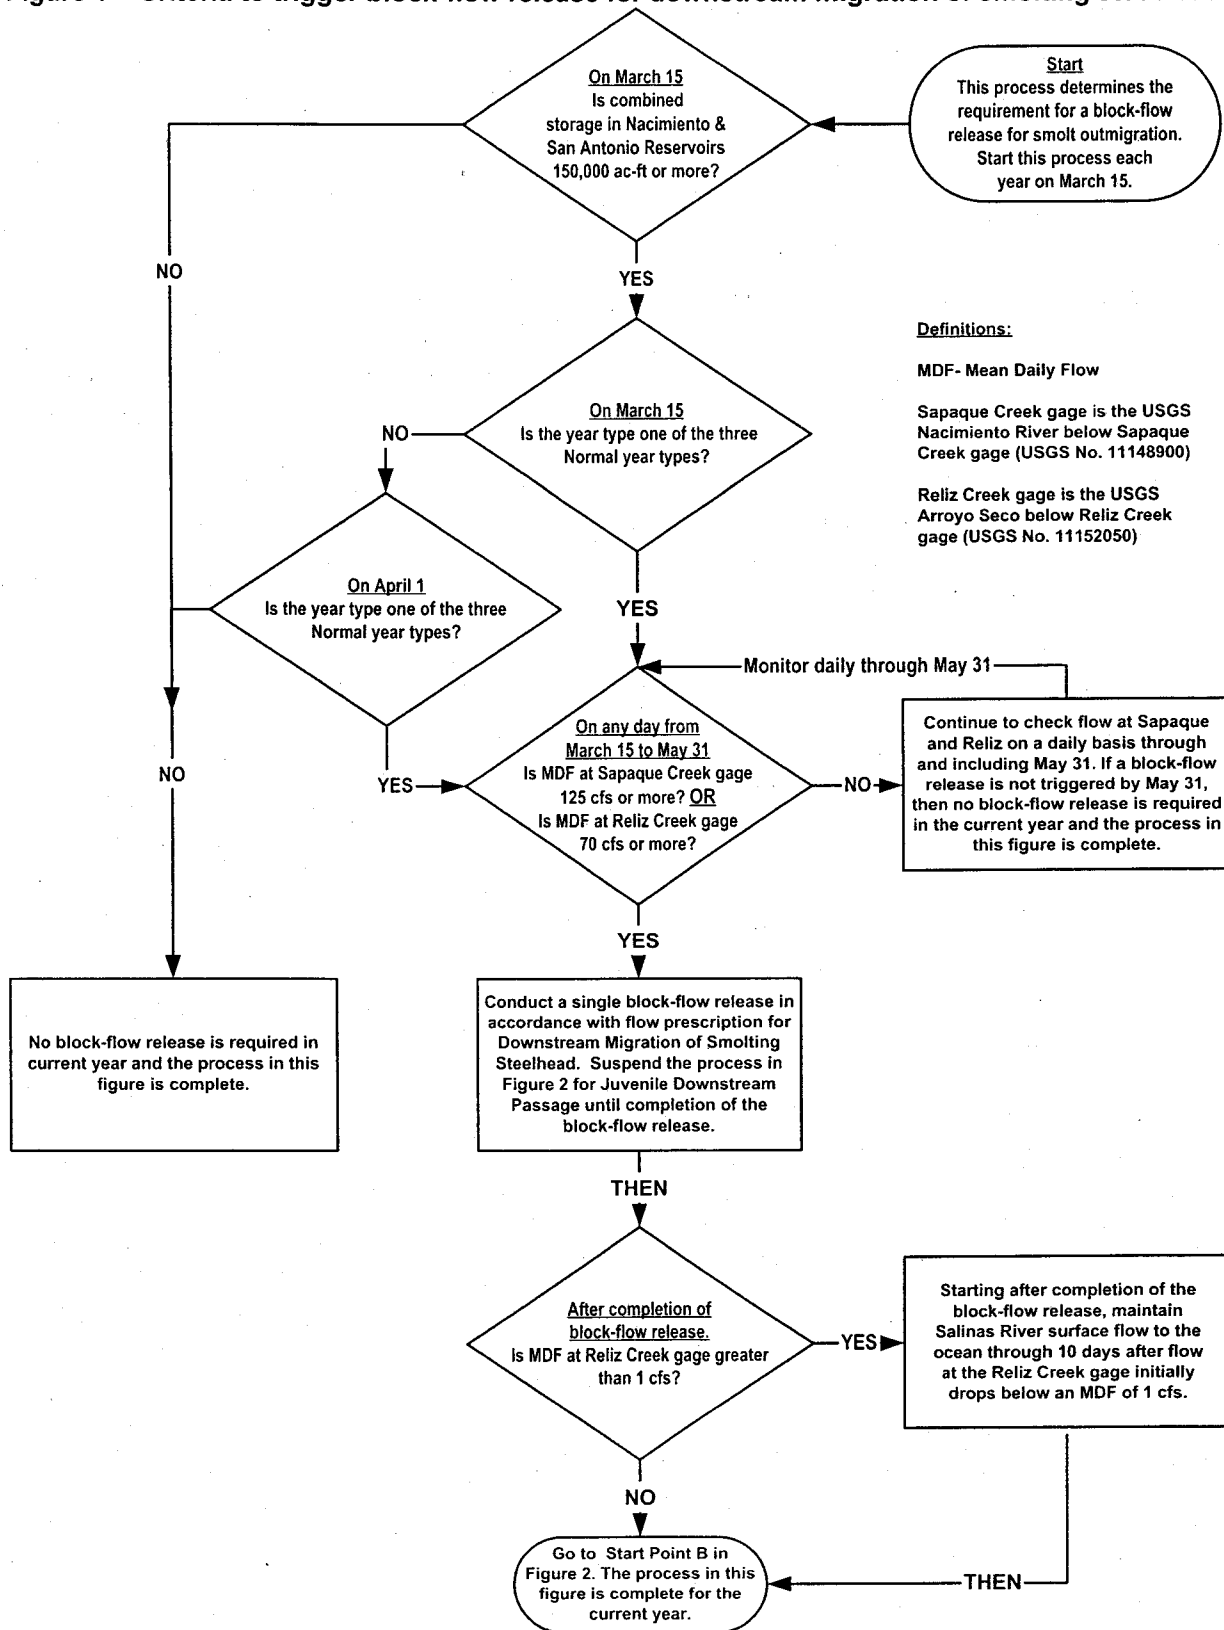 Figure 1 – Criteria to trigger block-flow release for downstream migration of smolting
Start
This process determines the
requirement for a block-flow
release for smolt outmigration.
Start this process each
year on March 15.
On March 15
Is combined
storage in Nacimiento &
San Antonio Reservoirs
150,000 ac-ft or more?
NO
YES
Definitions:
MDF- Mean Daily Flow
Sapaque Creek gage is the USGS
Nacimiento River below Sapaque
Creek gage (USGS No. 11148900)
Reliz Creek gage is the USGS
Arroyo Seco below Reliz Creek
gage (USGS No. 11152050)
On March 15
Is the year type one of the three
Normal year types?
NO
YES
On April 1
Is the year type one of the three
Normal year types?
NO
YES
Monitor daily through May 31
On any day from
March 15 to May 31
Is MDF at Sapaque Creek gage
125 cfs or more? OR
Is MDF at Reliz Creek gage
70 cfs or more?
NO
Continue to check flow at Sapaque
and Reliz on a daily basis through
and including May 31. If a block-flow
release is not triggered by May 31,
then no block-flow release is required
in the current year and the process in
this figure is complete.
YES
No block-flow release is required in
current year and the process in this
figure is complete.
Conduct a single block-flow release in
accordance with flow prescription for
Downstream Migration of Smolting
Steelhead. Suspend the process in
Figure 2 for Juvenile Downstream
Passage until completion of the
block-flow release.
THEN
After completion of
block-flow release.
Is MDF at Reliz Creek gage greater
than 1 cfs?
YES
Starting after completion of the
block-flow release, maintain
Salinas River surface flow to the
ocean through 10 days after flow
at the Reliz Creek gage initially
drops below an MDF of 1 cfs.
NO
THEN
Go to Start Point B in
Figure 2. The process in this
figure is complete for the
current year.